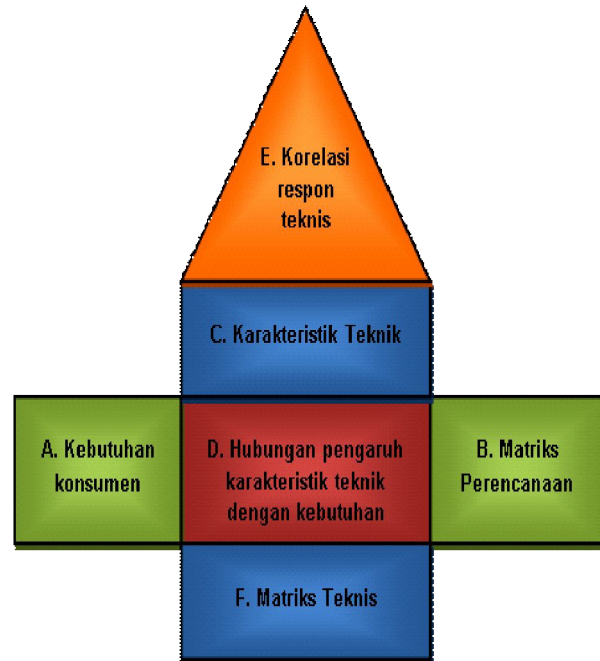 E. Korelasi
respon
teknis
C. Karakteristik Teknik
A. Kebutuhan
konsumen
D. Hubungan pengaruh
karakteristik teknik
dengan kebutuhan
B. Matriks
Perencanaan
F. Matriks Teknis